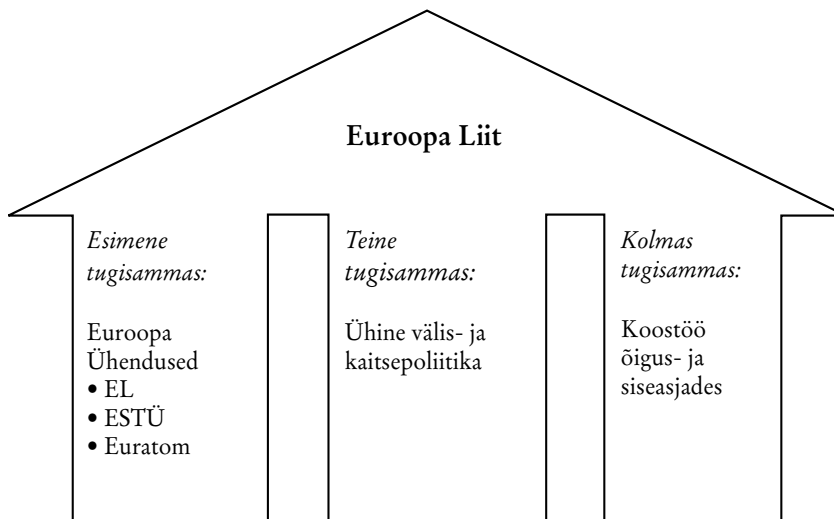 Euroopa Liit
Esimene
tugisammas:
Euroopa
Ühendused
• EL
• ESTÜ
• Euratom
Teine
tugisammas:
Ühine välis- ja
kaitsepoliitika
Kolmas
tugisammas:
Koostöö
õigus- ja
siseasjades